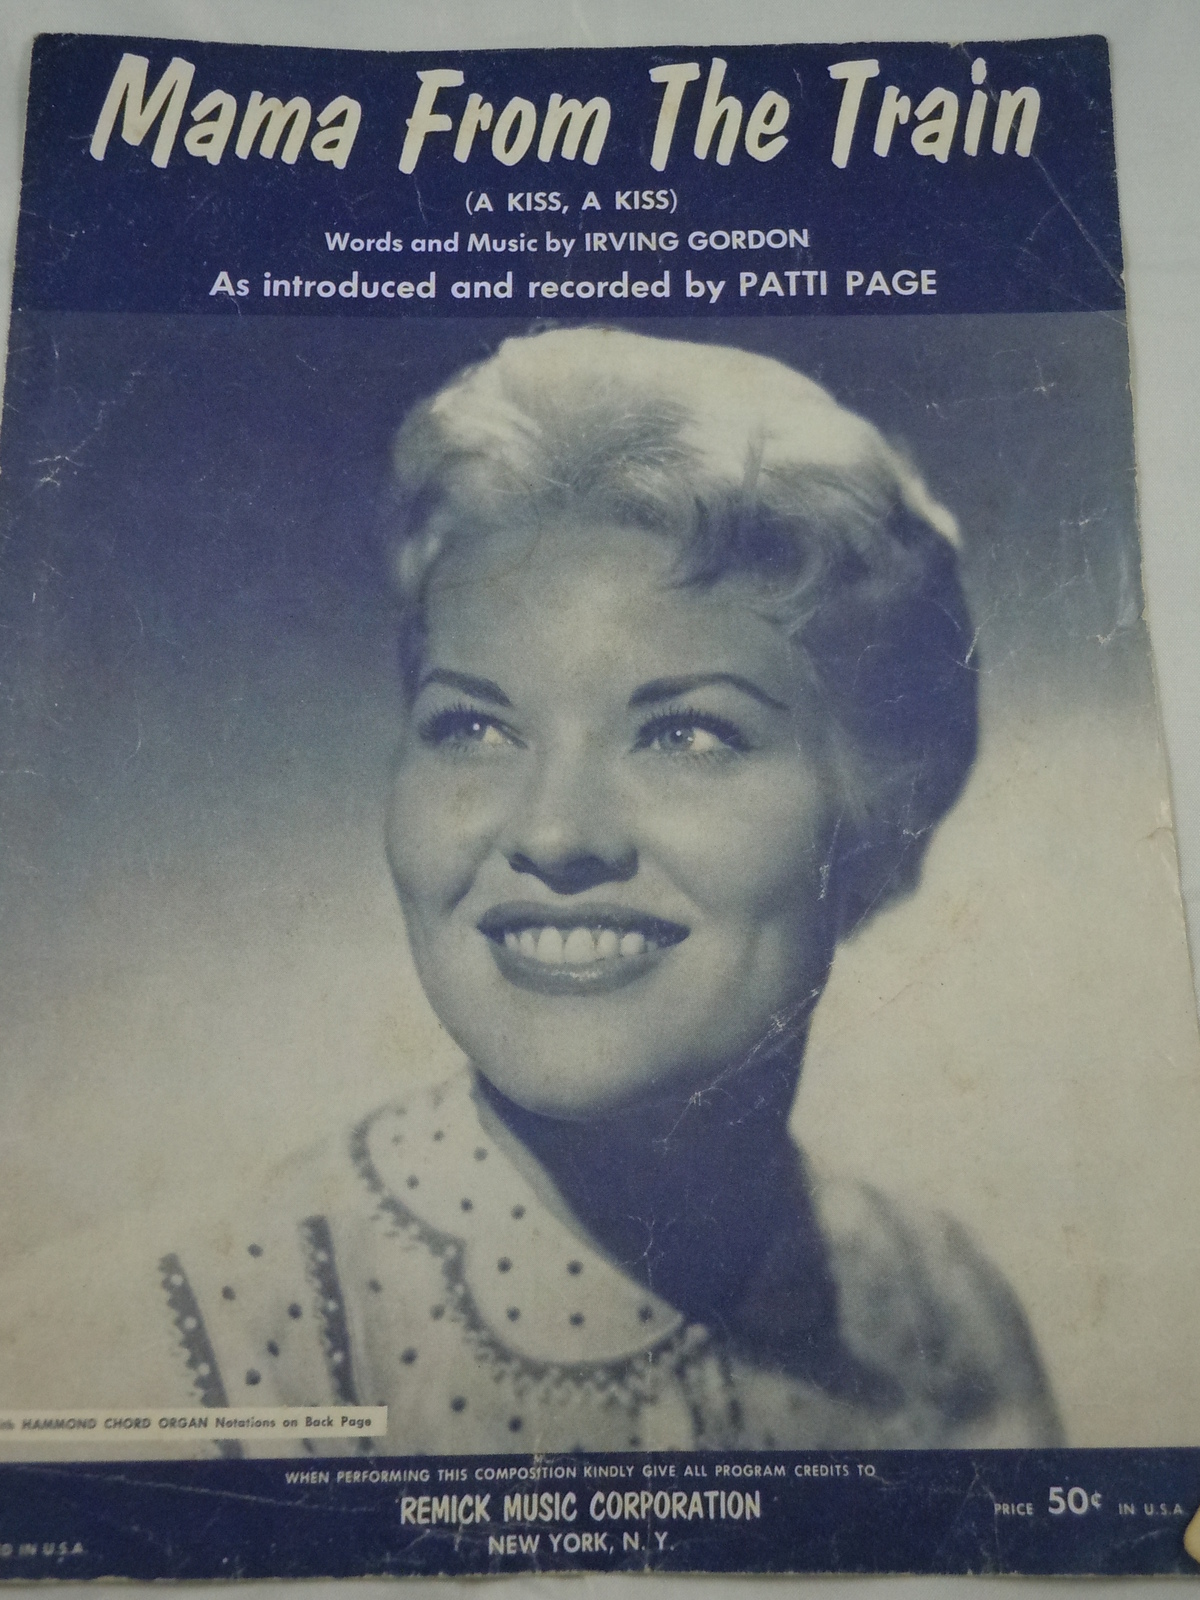 Mama From The Train
(A KISS, A KISS)
Words and Music by IRVING GORDON
As introduced and recorded by PATTI PAGE
HAMMOND CHORD ORGAN Notations on Back Page
WHEN PERFORMING THIS COMPOSITION KINDLY GIVE ALL PROGRAM CREDITS TO
REMICK MUSIC CORPORATION
NEW YORK, N. Y.
PRICE 50¢ IN U.S.A.
IN U.S.A.